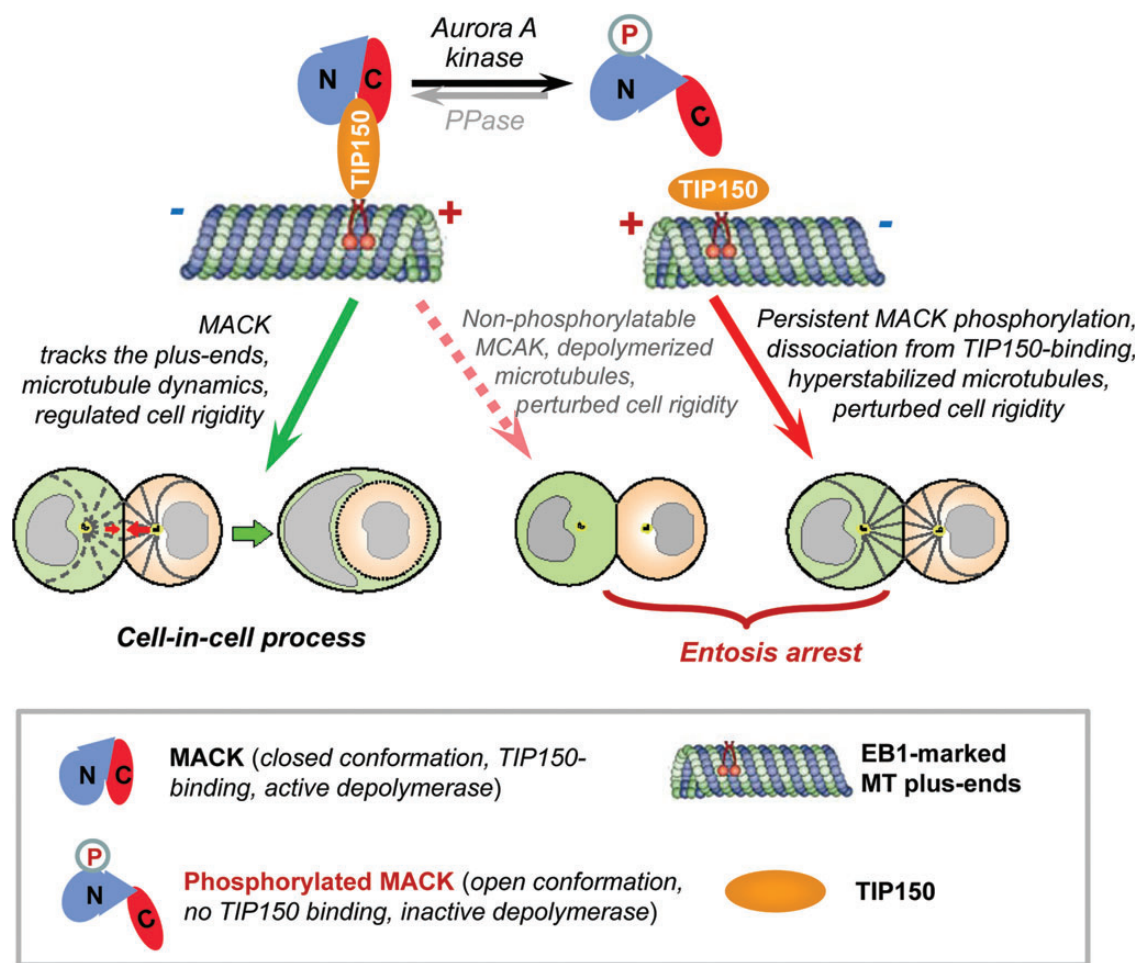 P
Aurora A
kinase
N
C
N
C
PPase
TIP150
TIP150
-
+
+
-
MACK
tracks the plus-ends,
microtubule dynamics,
regulated cell rigidity
Non-phosphorylatable
MCAK, depolymerized
microtubules,
perturbed cell rigidity
Persistent MACK phosphorylation,
dissociation from TIP150-binding,
hyperstabilized microtubules,
perturbed cell rigidity
Cell-in-cell process
Entosis arrest
N
C
MACK (closed conformation, TIP150-
binding, active depolymerase)
EB1-marked
MT plus-ends
P
N
C
Phosphorylated MACK (open conformation,
no TIP150 binding, inactive depolymerase)
TIP150